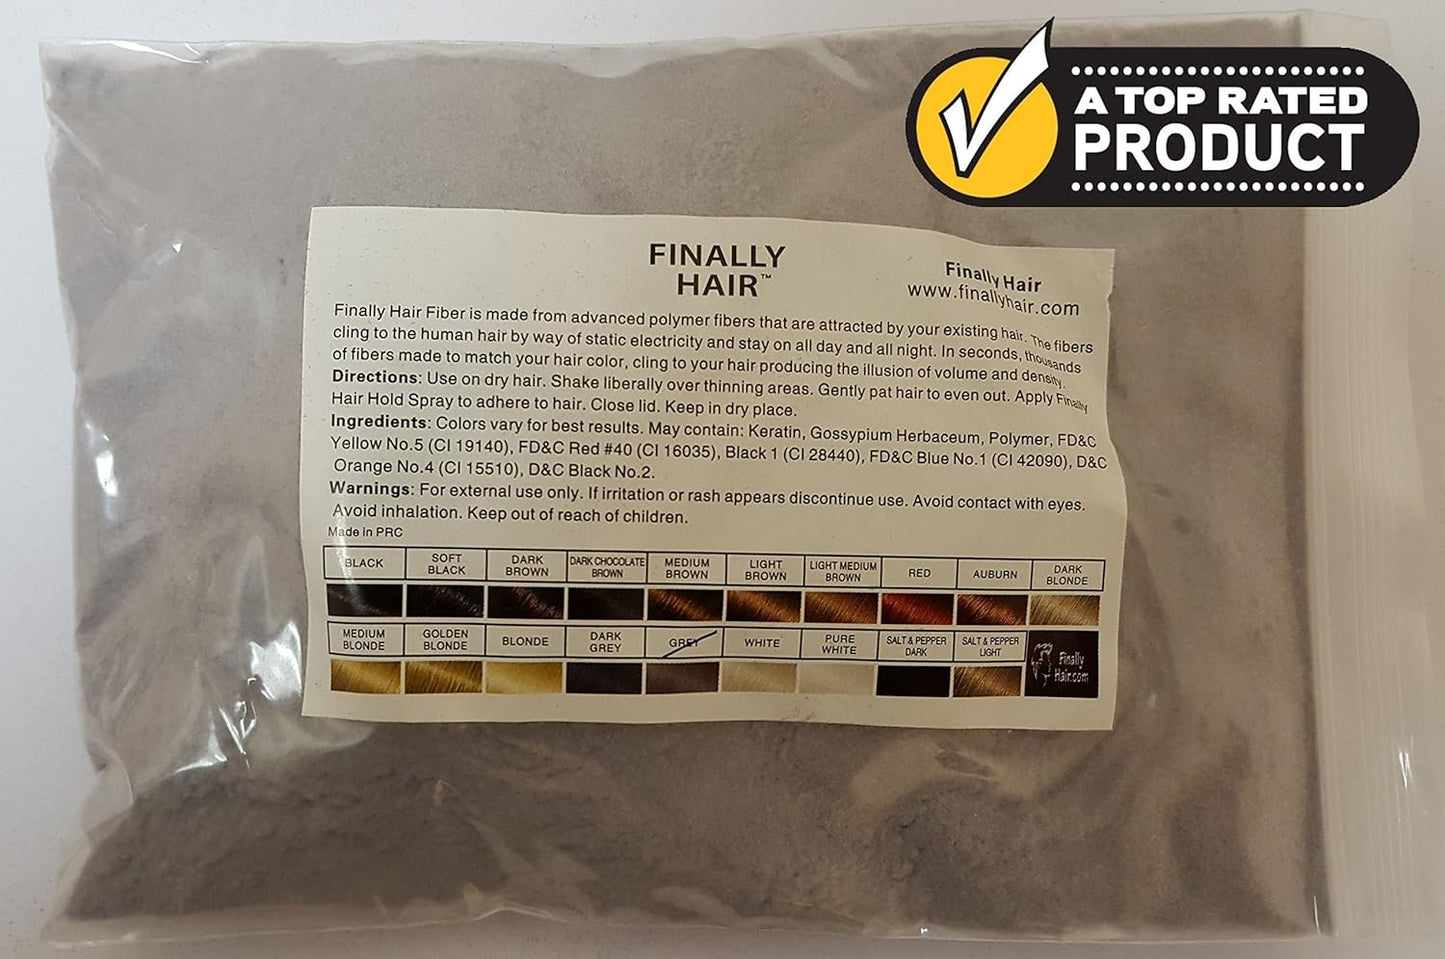 A TOP RATED
PRODUCT
FINALLY
HAIR™
Finally Hair
www.finallyhair.com
Finally Hair Fiber is made from advanced polymer fibers that are attracted by your existing hair. The fibers
cling to the human hair by way of static electricity and stay on all day and all night. In seconds, thousands
of fibers made to match your hair color, cling to your hair producing the illusion of volume and density.
Directions: Use on dry hair. Shake liberally over thinning areas. Gently pat hair to even out. Apply Finally
Hair Hold Spray to adhere to hair. Close lid. Keep in dry place.
Ingredients: Colors vary for best results. May contain: Keratin, Gossypium Herbaceum, Polymer, FD&C
Yellow No.5 (CI 19140), FD&C Red #40 (CI 16035), Black 1 (CI 28440), FD&C Blue No.1 (CI 42090), D&C
Orange No.4 (CI 15510), D&C Black No.2.
Warnings: For external use only. If irritation or rash appears discontinue use. Avoid contact with eyes.
Avoid inhalation. Keep out of reach of children.
Made in PRC
BLACK
SOFT
BLACK
DARK
BROWN
DARK CHOCOLATE
BROWN
MEDIUM
BROWN
LIGHT
BROWN
LIGHT MEDIUM
BROWN
RED
AUBURN
DARK
BLONDE
MEDIUM
BLONDE
GOLDEN
BLONDE
BLONDE
DARK
GREY
GREY
WHITE
PURE
WHITE
SALT & PEPPER
DARK
SALT & PEPPER
LIGHT
Finally
Hair.com